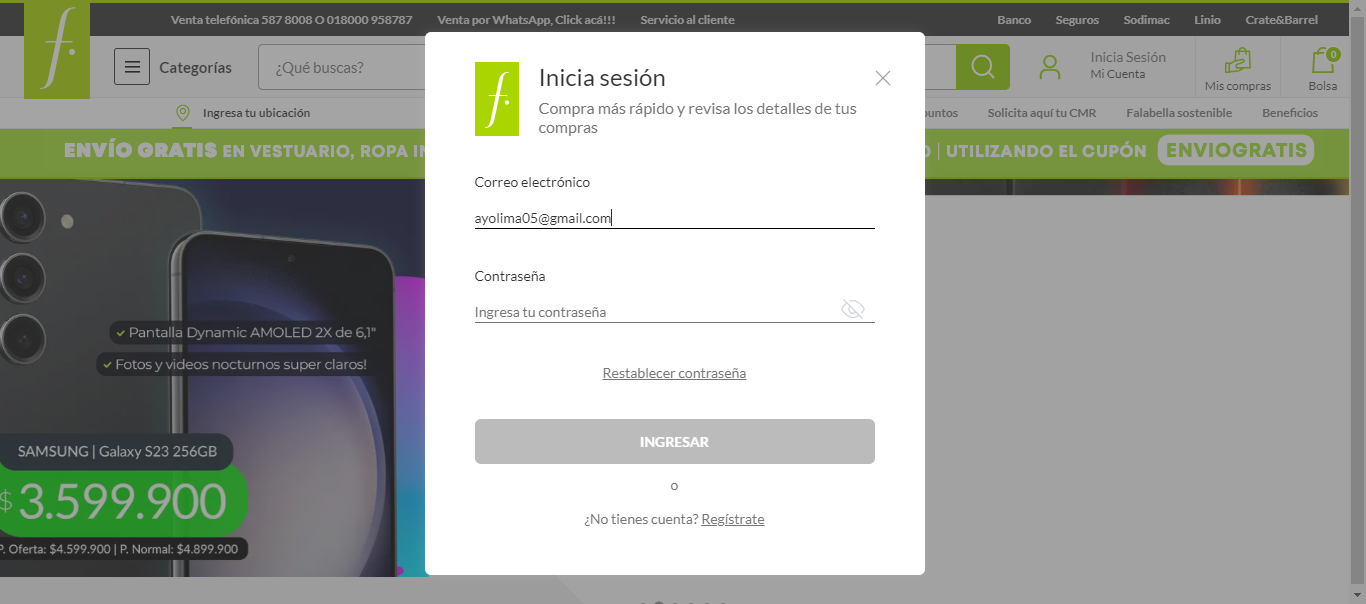 Venta telefónica 587 8008 O 018000 958787 Venta por WhatsApp, Click acá!!! Servicio al cliente Banco Seguros Sodimac Linio Crate&Barrel
f.
Categorías ¿Qué buscas? Inicia Sesión
Mi Cuenta
Mis compras
0
Bolsa
Ingresa tu ubicación Solicita aquí tu CMR Falabella sostenible Beneficios
ENVÍO GRATIS EN VESTUARIO, ROPA | UTILIZANDO EL CUPÓN ENVIOGRATIS
f.
Inicia sesión
Compra más rápido y revisa los detalles de tus
compras
Correo electrónico
ayolima05@gmail.com
Contraseña
Ingresa tu contraseña
Restablecer contraseña
INGRESAR
o
¿No tienes cuenta? Regístrate
Pantalla Dynamic AMOLED 2X de 6,1"
Fotos y videos nocturnos super claros!
SAMSUNG | Galaxy S23 256GB
$3.599.900
P. Oferta: $4.599.900 | P. Normal: $4.899.900